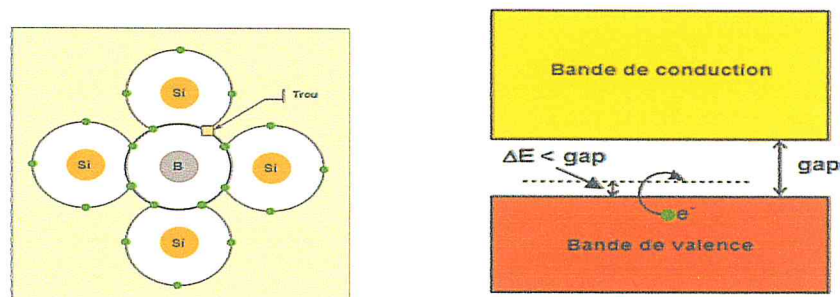 Si
Trou
Si
B
Si
Si
Bande de conduction
ΔE < gap
gap
e⁻
Bande de valence